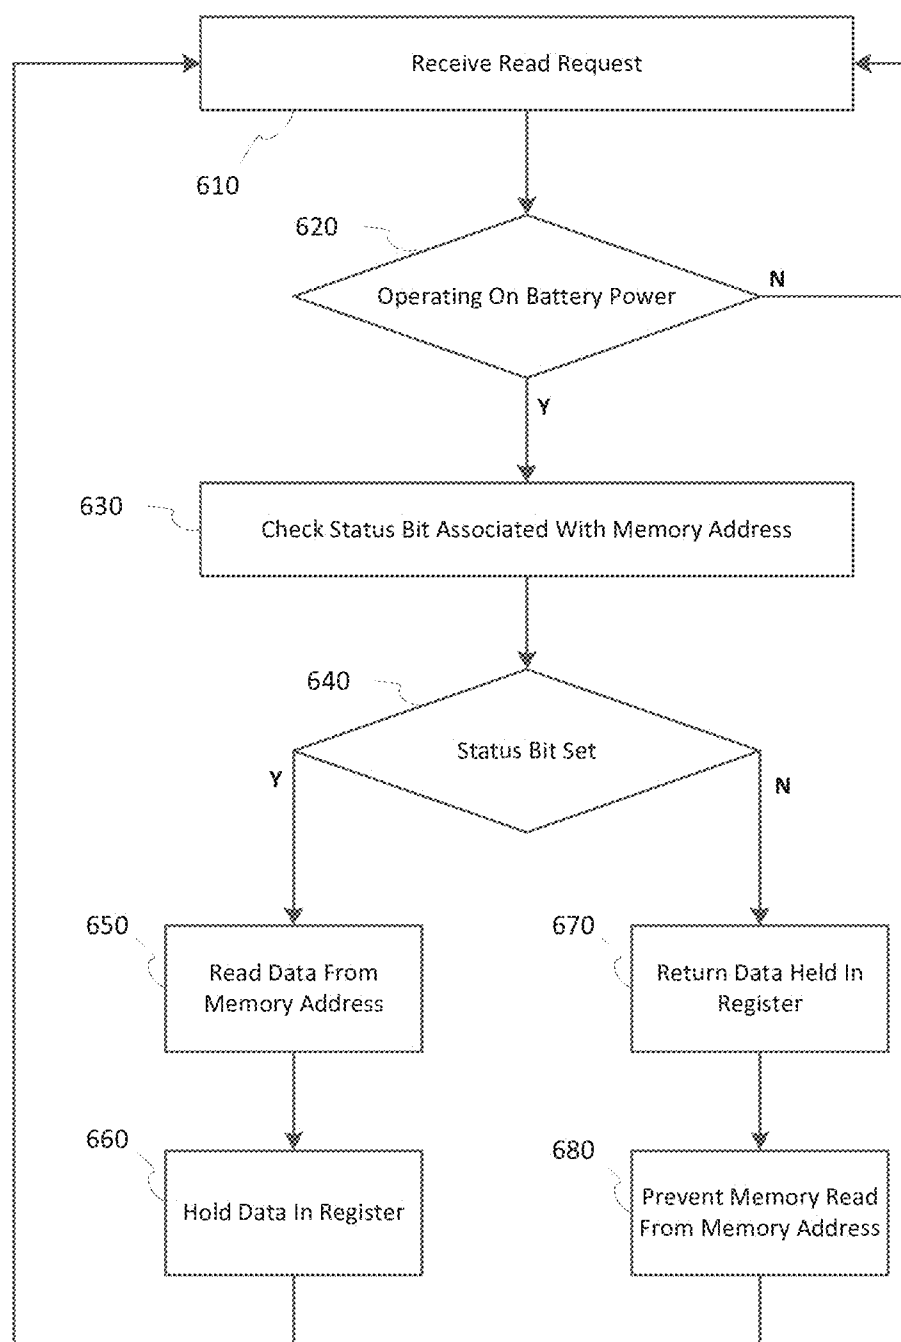 Receive Read Request
610
620
Operating On Battery Power
N
Y
630
Check Status Bit Associated With Memory Address
640
Status Bit Set
Y
N
650
Read Data From
Memory Address
670
Return Data Held In
Register
660
Hold Data In Register
680
Prevent Memory Read
From Memory Address